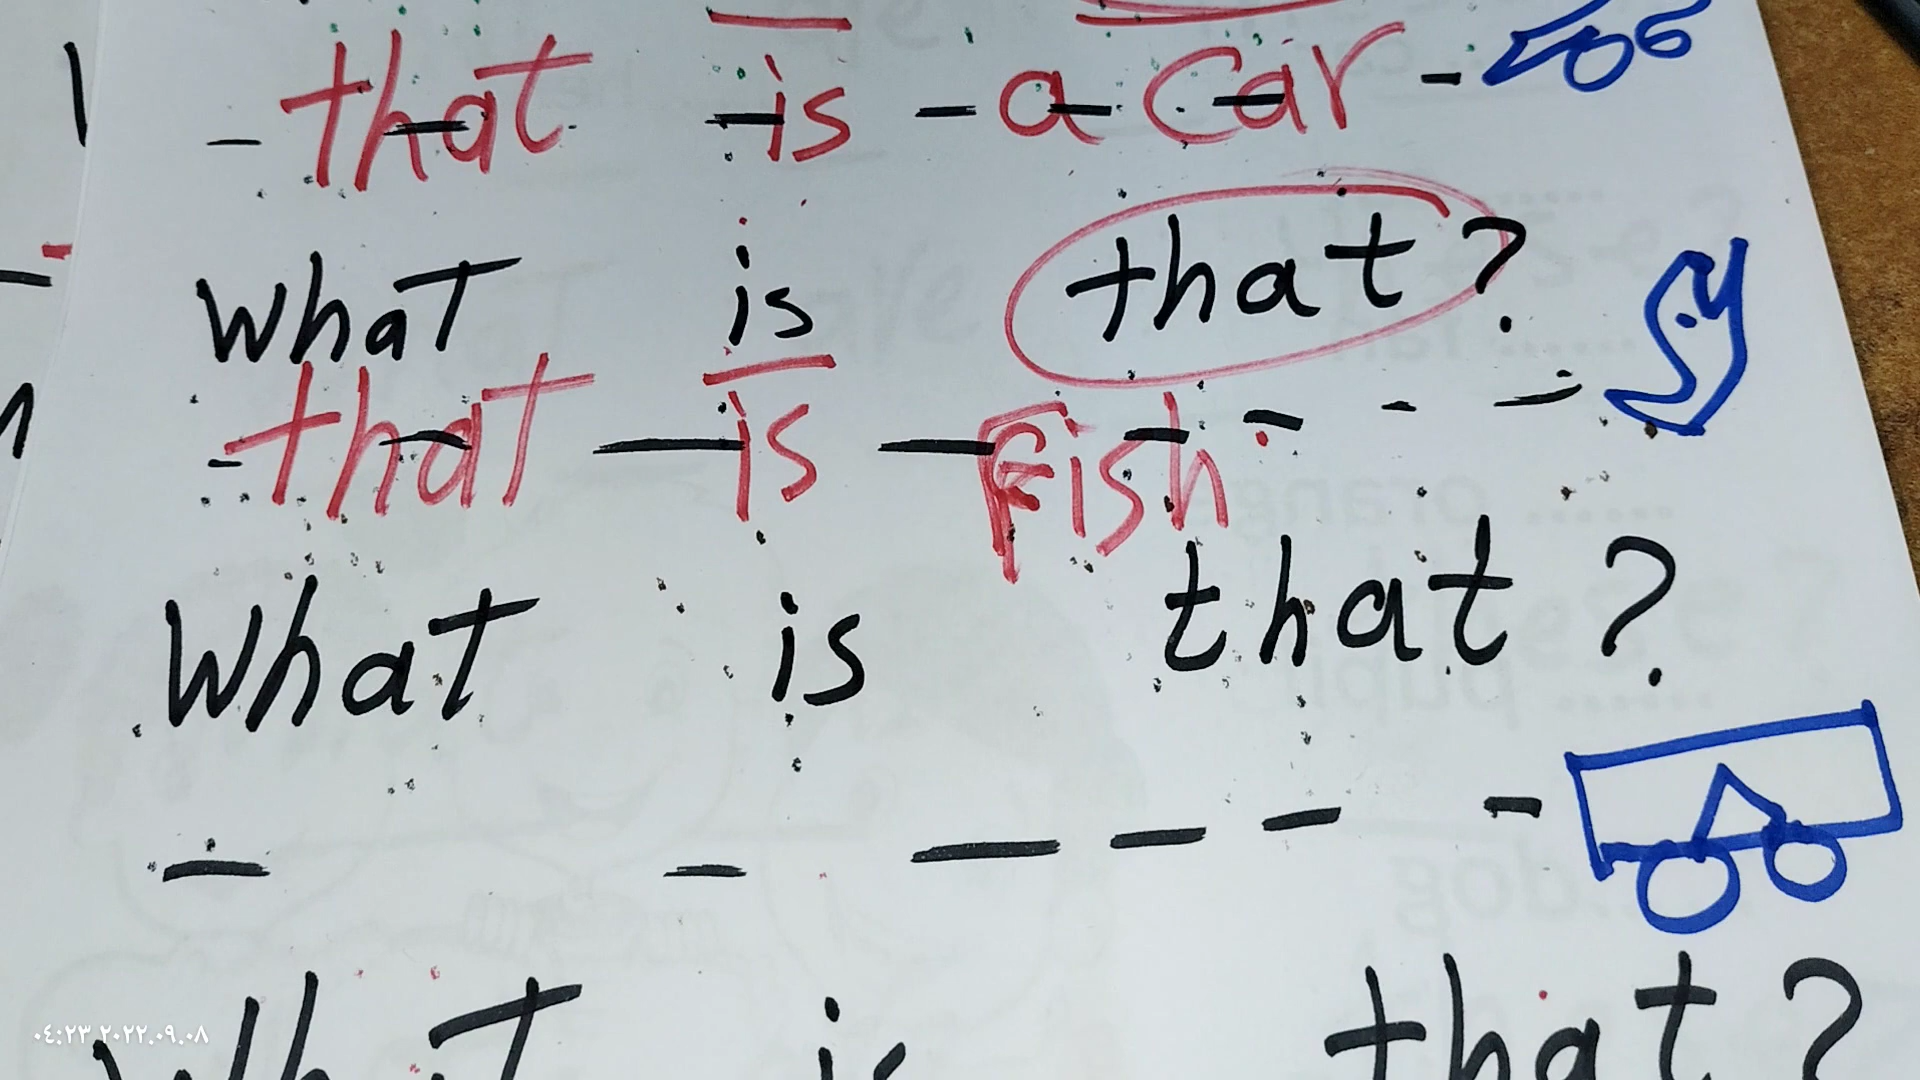 that is a car
what is that?
that is fish
What is that?
what is that?
٠٤:٢٣ ٢٠٢٢.٠٩.٠٨